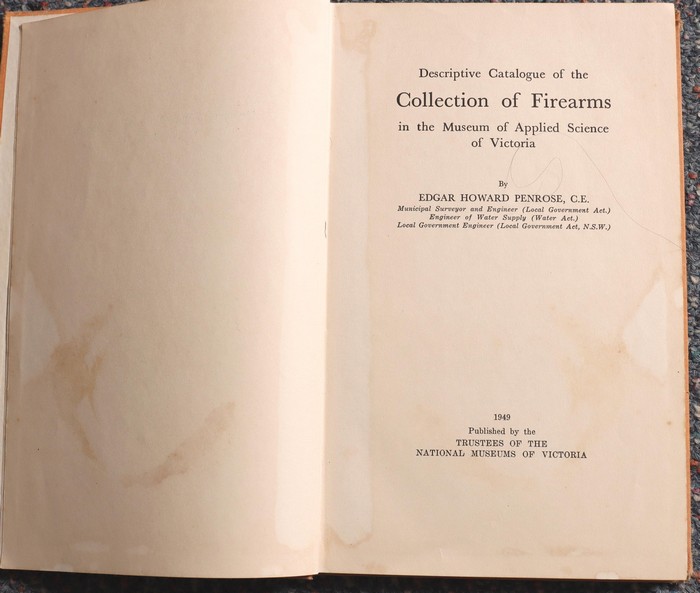 Descriptive Catalogue of the
Collection of Firearms
in the Museum of Applied Science
of Victoria
By
EDGAR HOWARD PENROSE, C.E.
Municipal Surveyor and Engineer (Local Government Act.)
Engineer of Water Supply (Water Act.)
Local Government Engineer (Local Government Act, N.S.W.)
1949
Published by the
TRUSTEES OF THE
NATIONAL MUSEUMS OF VICTORIA